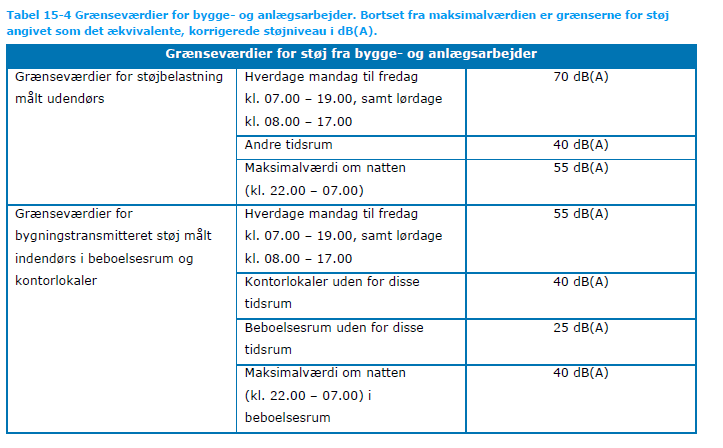 Tabel 15-4 Grænseværdier for bygge- og anlægsarbejder. Bortset fra maksimalværdien er grænserne for støj
angivet som det ækvivalente, korrigerede støjniveau i dB(A).
Grænseværdier for støj fra bygge- og anlægsarbejder
Grænseværdier for støjbelastning
målt udendørs
Hverdage mandag til fredag
kl. 07.00 – 19.00, samt lørdage
kl. 08.00 – 17.00
70 dB(A)
Andre tidsrum
40 dB(A)
Maksimalværdi om natten
(kl. 22.00 – 07.00)
55 dB(A)
Grænseværdier for
bygningstransmitteret støj målt
indendørs i beboelsesrum og
kontorlokaler
Hverdage mandag til fredag
kl. 07.00 – 19.00, samt lørdage
kl. 08.00 – 17.00
55 dB(A)
Kontorlokaler uden for disse
tidsrum
40 dB(A)
Beboelsesrum uden for disse
tidsrum
25 dB(A)
Maksimalværdi om natten
(kl. 22.00 – 07.00) i
beboelsesrum
40 dB(A)